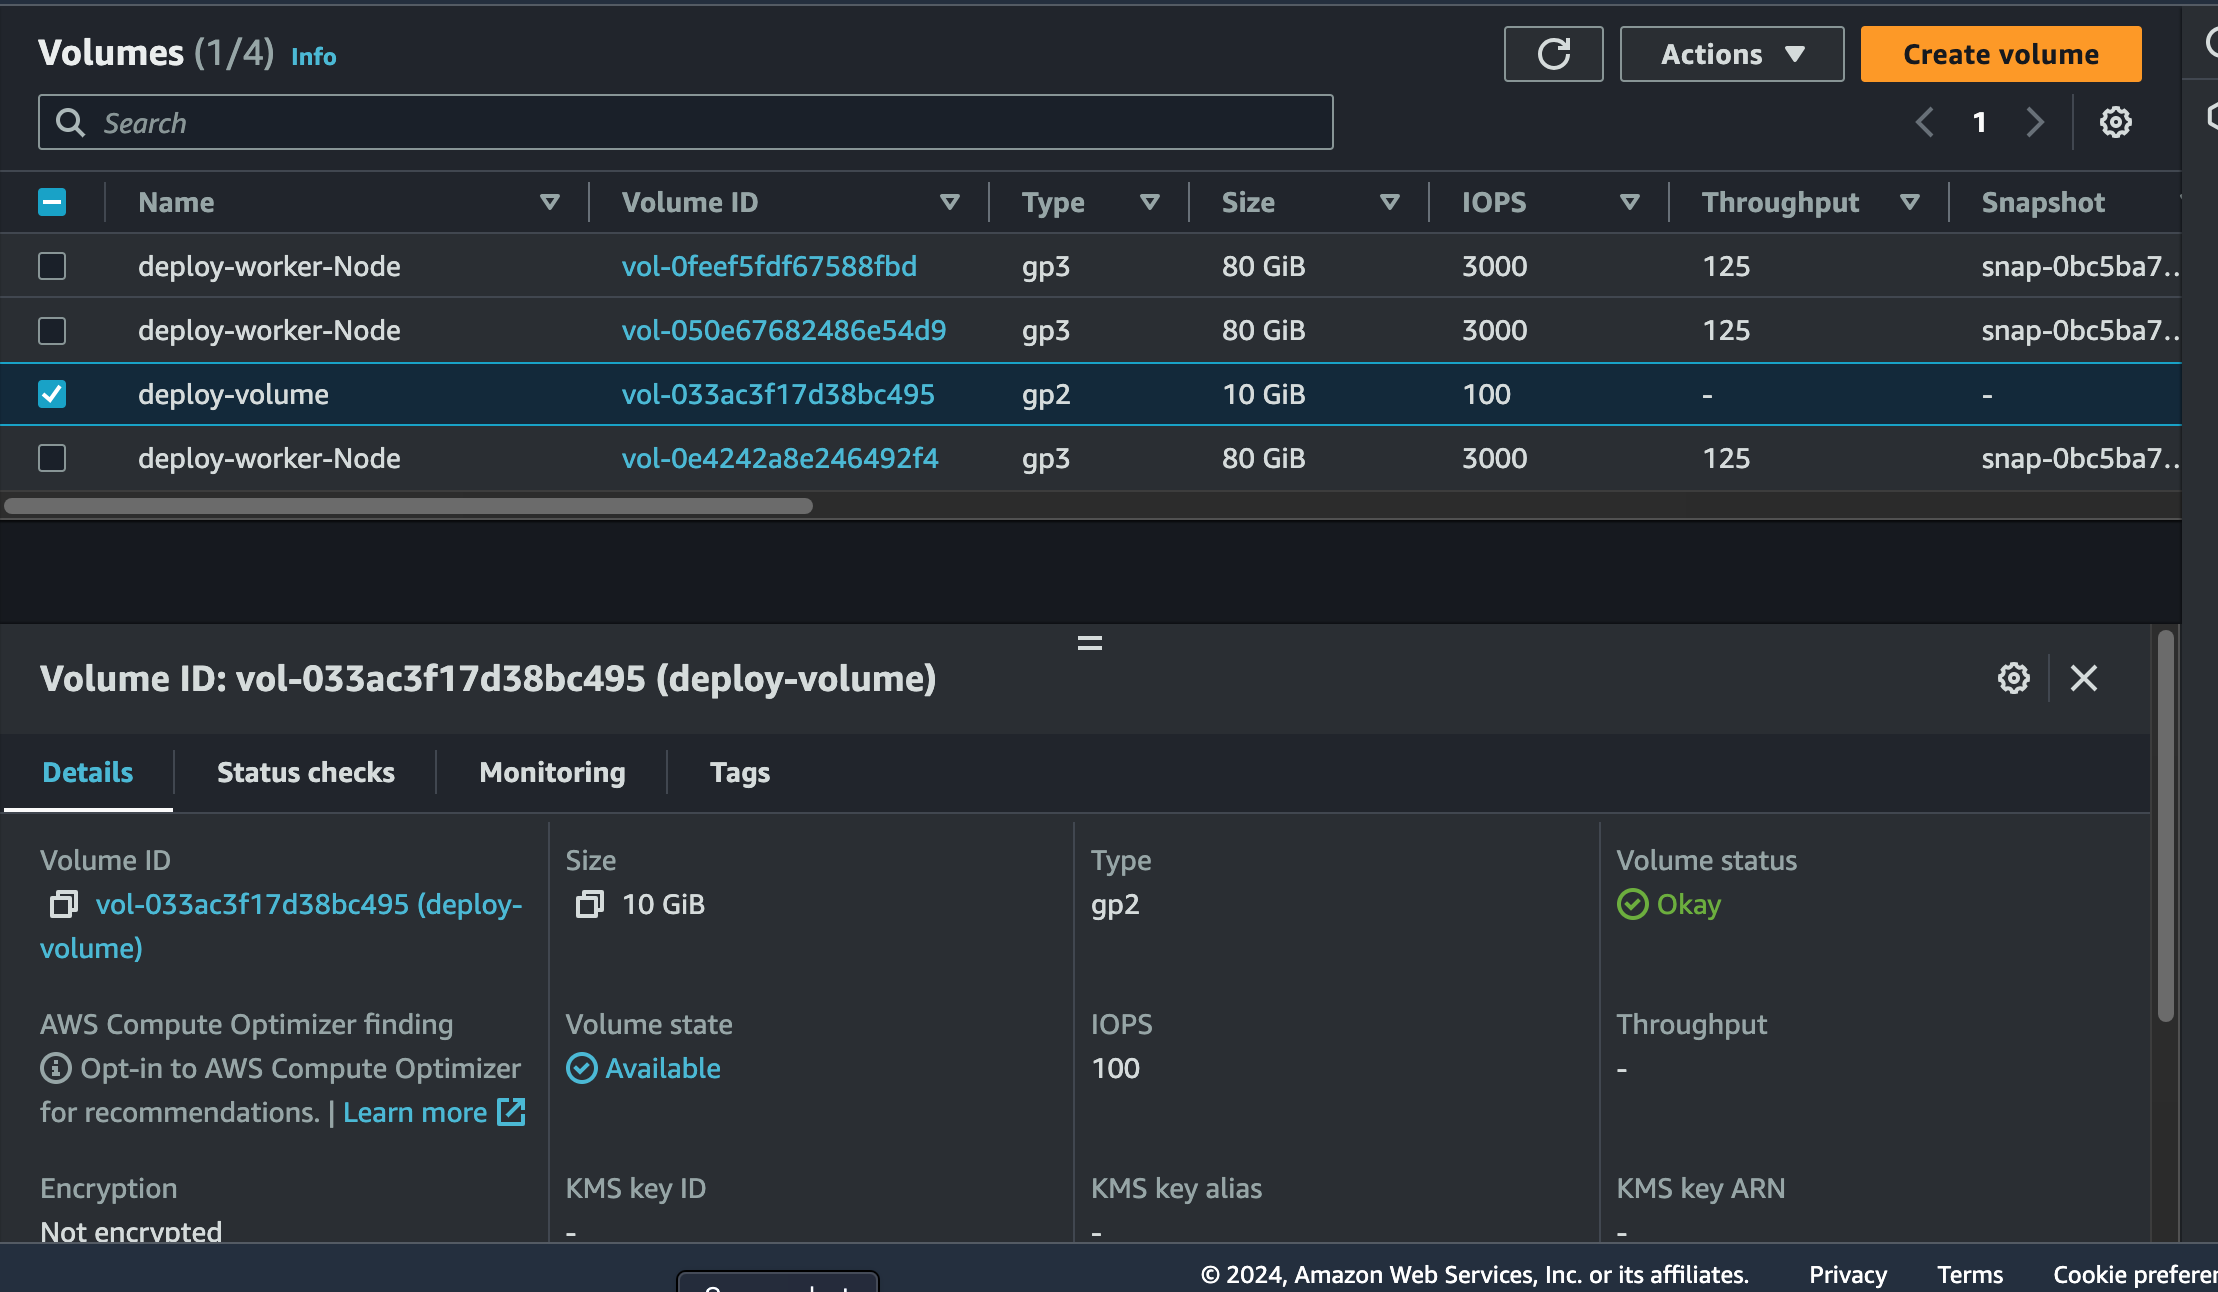 Volumes (1/4) Info
Actions
Create volume
Search
1
Name Volume ID Type Size IOPS Throughput Snapshot
deploy-worker-Node vol-0feef5fdf67588fbd gp3 80 GiB 3000 125 snap-0bc5ba7...
deploy-worker-Node vol-050e67682486e54d9 gp3 80 GiB 3000 125 snap-0bc5ba7...
deploy-volume vol-033ac3f17d38bc495 gp2 10 GiB 100 - -
deploy-worker-Node vol-0e4242a8e246492f4 gp3 80 GiB 3000 125 snap-0bc5ba7...
Volume ID: vol-033ac3f17d38bc495 (deploy-volume)
Details Status checks Monitoring Tags
Volume ID
vol-033ac3f17d38bc495 (deploy-
volume)
Size
10 GiB
Type
gp2
Volume status
Okay
AWS Compute Optimizer finding
Opt-in to AWS Compute Optimizer
for recommendations. | Learn more
Volume state
Available
IOPS
100
Throughput
-
Encryption
Not encrypted
KMS key ID
-
KMS key alias
-
KMS key ARN
-
© 2024, Amazon Web Services, Inc. or its affiliates. Privacy Terms Cookie preferen